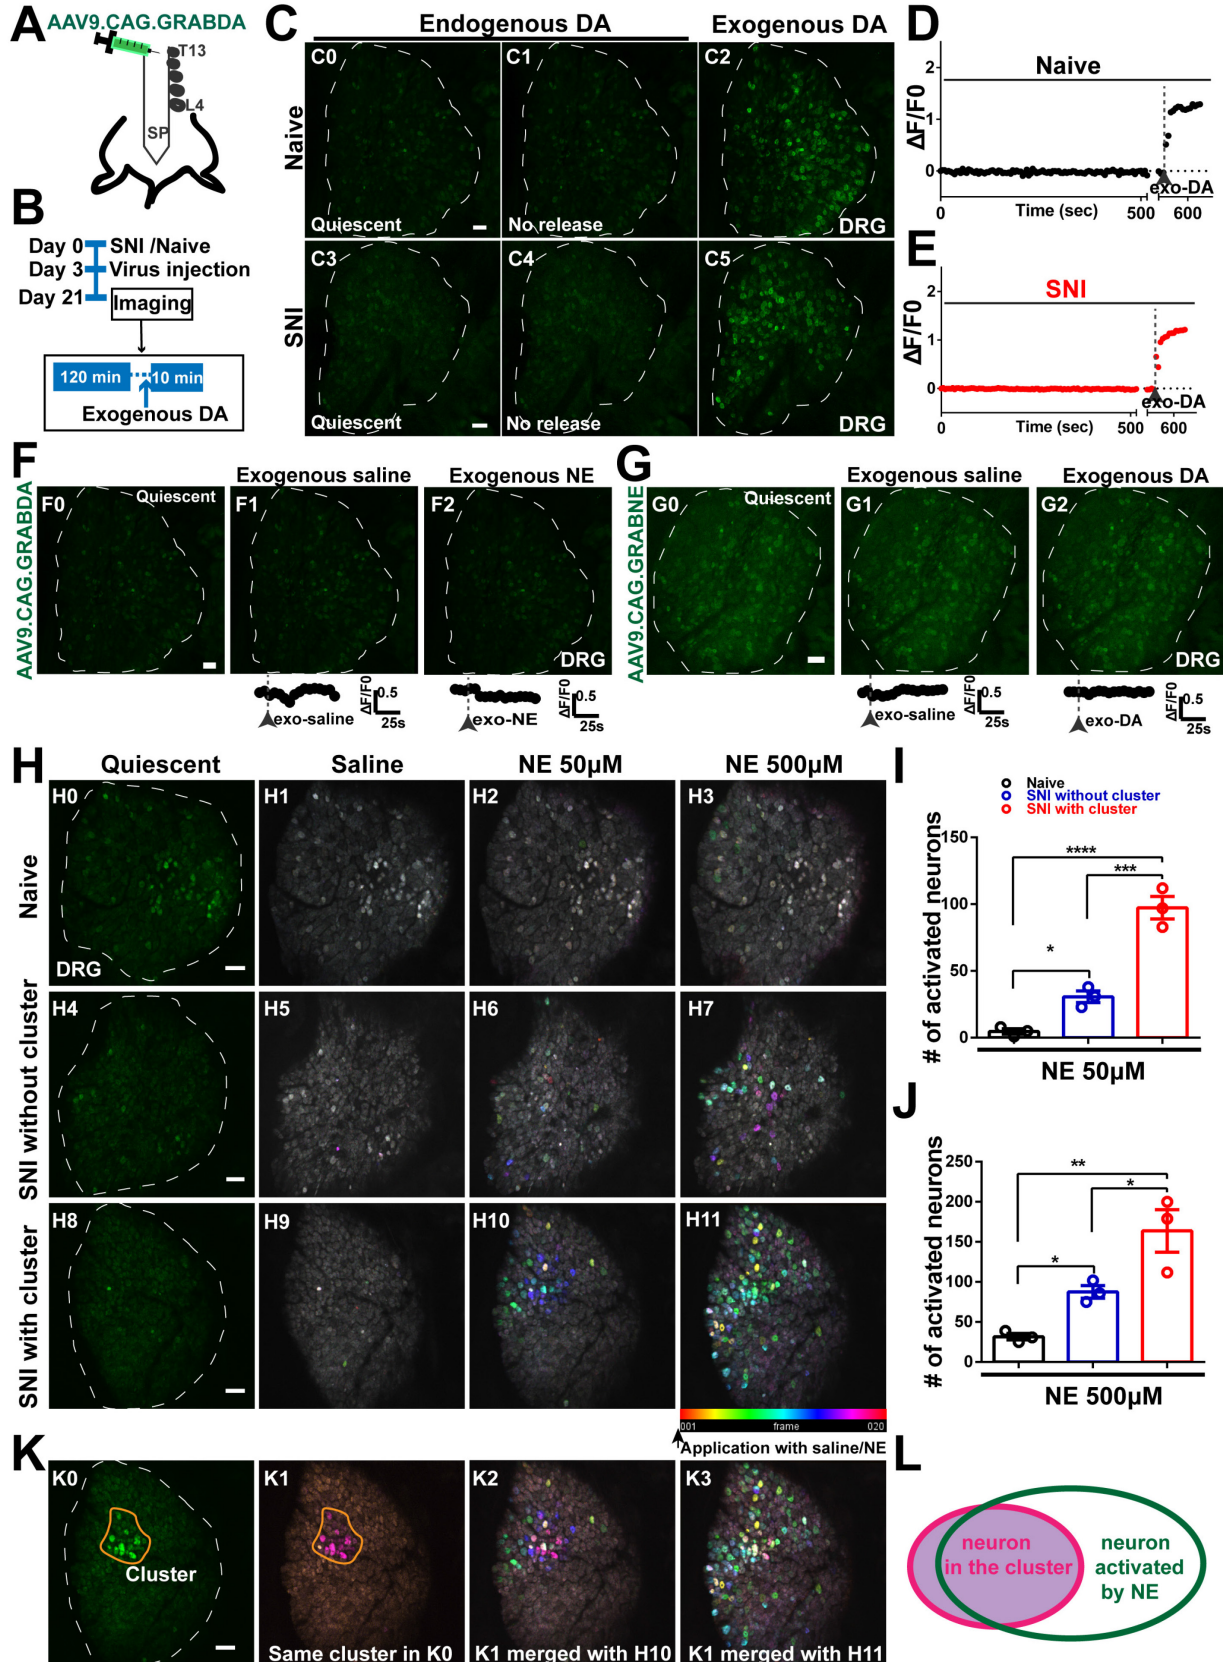 A
AAV9.CAG.GRABDA
T13
L4
SP
B
Day 0 SNI /Naive
Day 3 Virus injection
Day 21
Imaging
120 min 10 min
Exogenous DA
C
Endogenous DA Exogenous DA
Naive
C0 C1 C2
Quiescent No release DRG
SNI
C3 C4 C5
Quiescent No release DRG
D
Naive
ΔF/F0
2
1
0
exo-DA
0 Time (sec) 500 600
E
SNI
ΔF/F0
2
1
0
exo-DA
0 Time (sec) 500 600
F
AAV9.CAG.GRABDA
Exogenous saline Exogenous NE
F0 Quiescent F1 F2
DRG
exo-saline ΔF/F0 0.5 25s
exo-NE ΔF/F0 0.5 25s
G
AAV9.CAG.GRABNE
Exogenous saline Exogenous DA
G0 Quiescent G1 G2
DRG
exo-saline ΔF/F0 0.5 25s
exo-DA ΔF/F0 0.5 25s
H
Quiescent Saline NE 50µM NE 500µM
Naive
H0 H1 H2 H3
DRG
SNI without cluster
H4 H5 H6 H7
SNI with cluster
H8 H9 H10 H11
001 frame 020
Application with saline/NE
I
Naive
SNI without cluster
SNI with cluster
# of activated neurons
150
100
50
0
****
***
*
NE 50µM
J
# of activated neurons
250
200
150
100
50
0
**
*
*
NE 500µM
K
K0 K1 K2 K3
Cluster
Same cluster in K0 K1 merged with H10 K1 merged with H11
L
neuron
in the cluster
neuron
activated
by NE